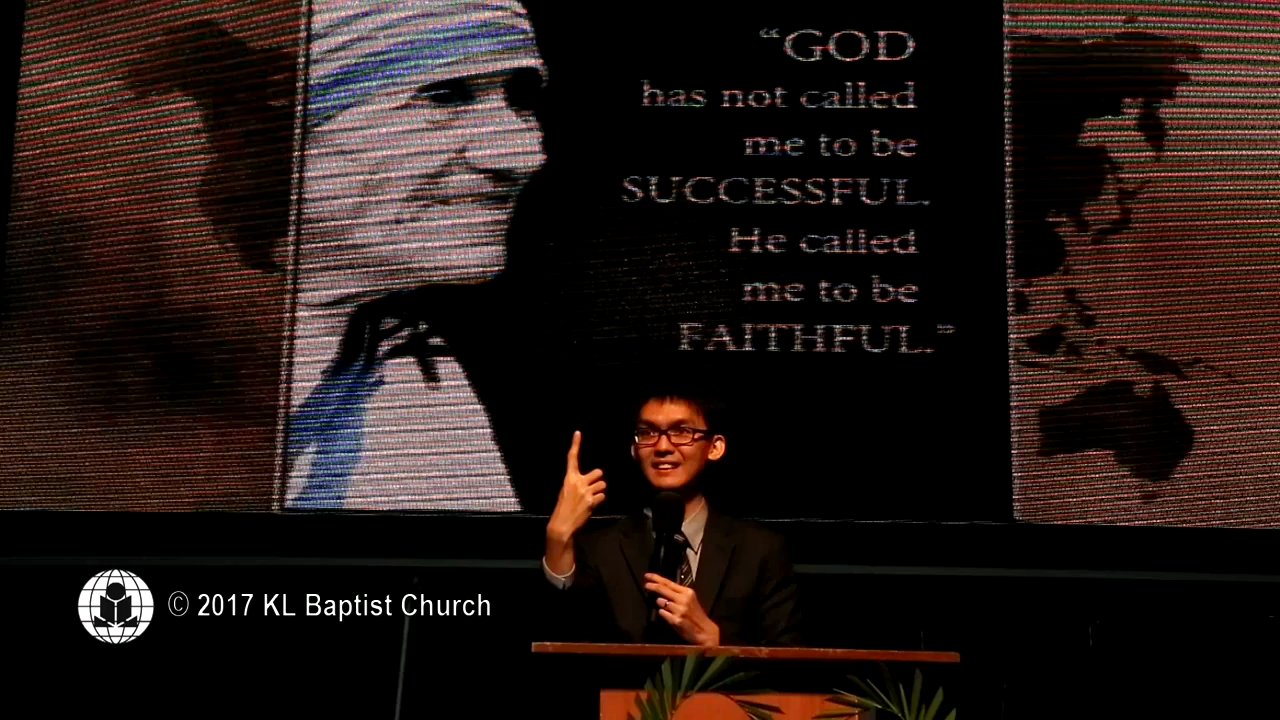 “GOD
has not called
me to be
SUCCESSFUL.
He called
me to be
FAITHFUL.”
© 2017 KL Baptist Church